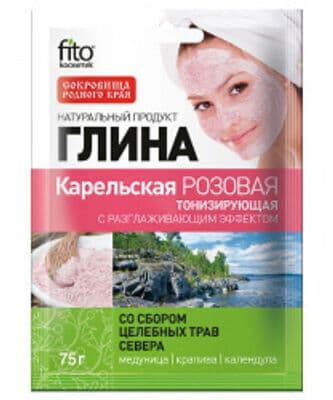 fito
косметик
СОКРОВИЩА
РОДНОГО КРАЯ
НАТУРАЛЬНЫЙ ПРОДУКТ
ГЛИНА
Карельская РОЗОВАЯ
ТОНИЗИРУЮЩАЯ
С РАЗГЛАЖИВАЮЩИМ ЭФФЕКТОМ
СО СБОРОМ
ЦЕЛЕБНЫХ ТРАВ
СЕВЕРА
медуница | крапива | календула
75 г